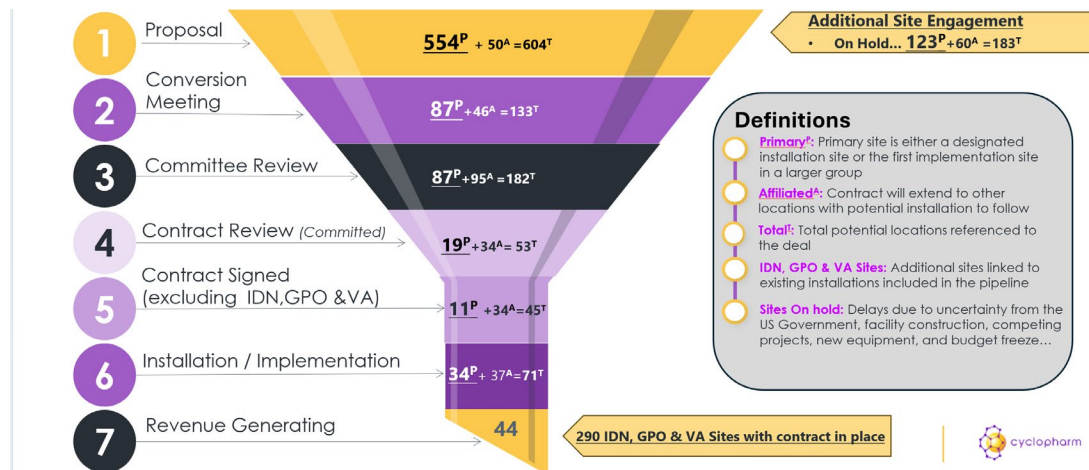 1
Proposal
554ᴾ + 50ᴬ =604ᵀ
Additional Site Engagement
• On Hold... 123ᴾ+60ᴬ =183ᵀ
2
Conversion
Meeting
87ᴾ+46ᴬ =133ᵀ
3
Committee Review
87ᴾ+95ᴬ =182ᵀ
4
Contract Review (Committed)
19ᴾ+34ᴬ= 53ᵀ
5
Contract Signed
(excluding IDN,GPO &VA)
11ᴾ +34ᴬ=45ᵀ
6
Installation / Implementation
34ᴾ+ 37ᴬ=71ᵀ
7
Revenue Generating
44
290 IDN, GPO & VA Sites with contract in place
Definitions
Primaryᴾ: Primary site is either a designated
installation site or the first implementation site
in a larger group
Affiliatedᴬ: Contract will extend to other
locations with potential installation to follow
Totalᵀ: Total potential locations referenced to
the deal
IDN, GPO & VA Sites: Additional sites linked to
existing installations included in the pipeline
Sites On hold: Delays due to uncertainty from the
US Government, facility construction, competing
projects, new equipment, and budget freeze…
cyclopharm